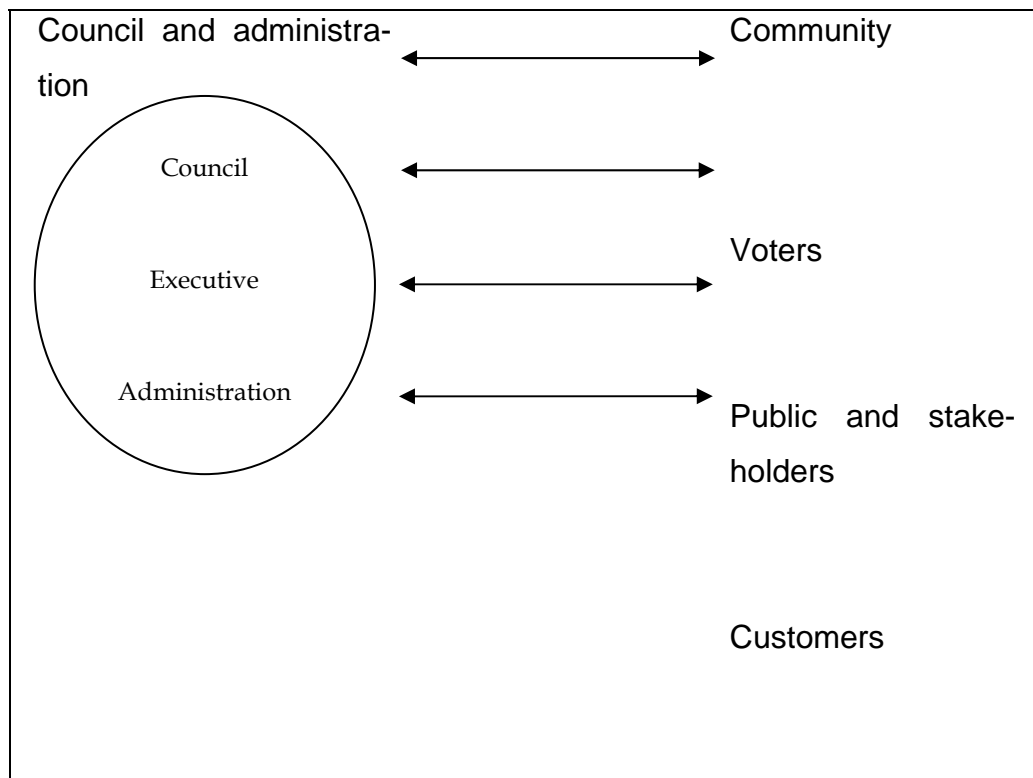 Council and administra-
tion
Community
Council
Voters
Executive
Administration
Public and stake-
holders
Customers